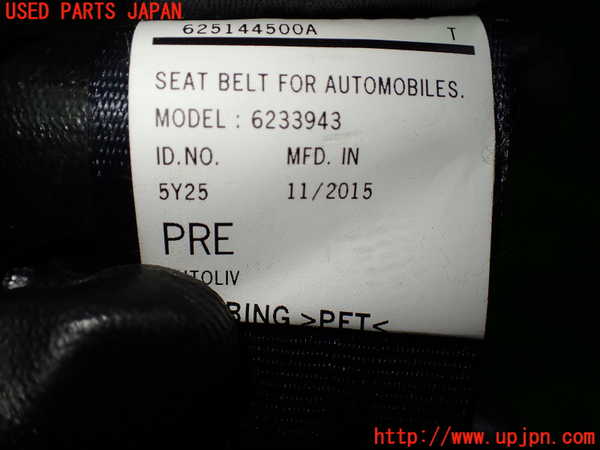 USED PARTS JAPAN
625144500A T
SEAT BELT FOR AUTOMOBILES.
MODEL : 6233943
ID.NO. MFD. IN
5Y25 11/2015
PRE
>PET<
http://www.upjpn.com/